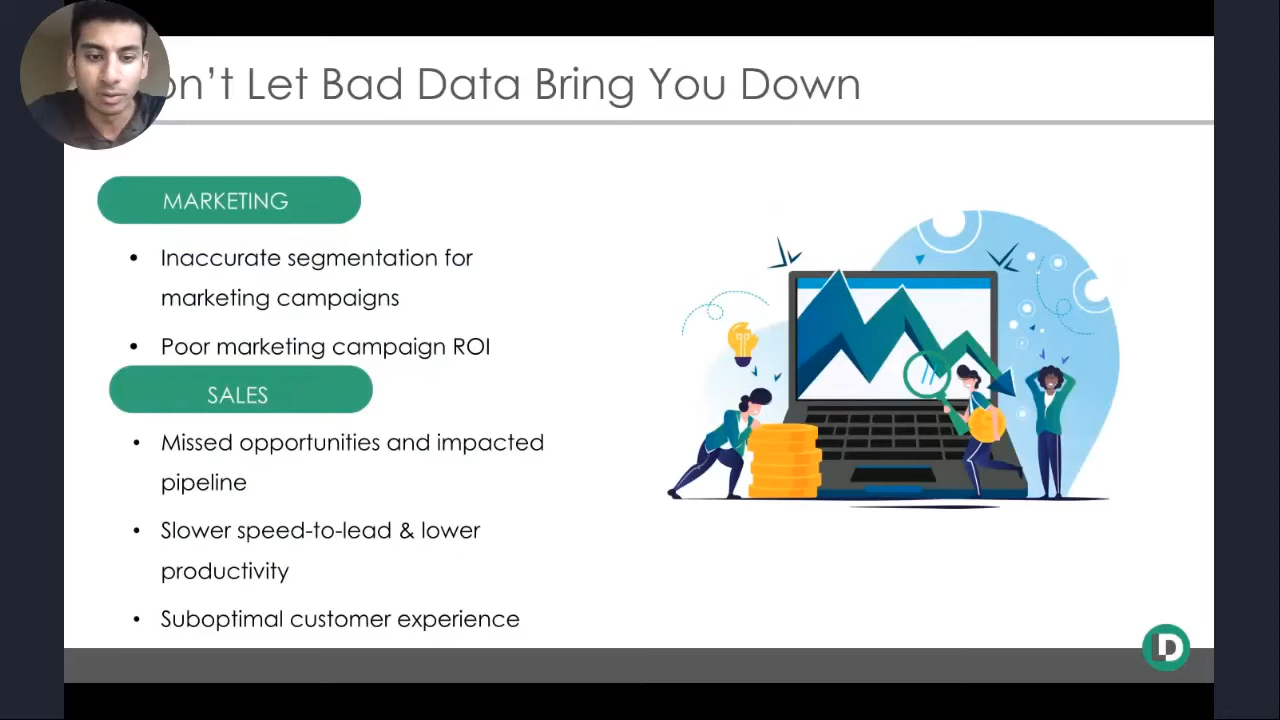 on't Let Bad Data Bring You Down
MARKETING
• Inaccurate segmentation for
marketing campaigns
• Poor marketing campaign ROI
SALES
• Missed opportunities and impacted
pipeline
• Slower speed-to-lead & lower
productivity
• Suboptimal customer experience
LD